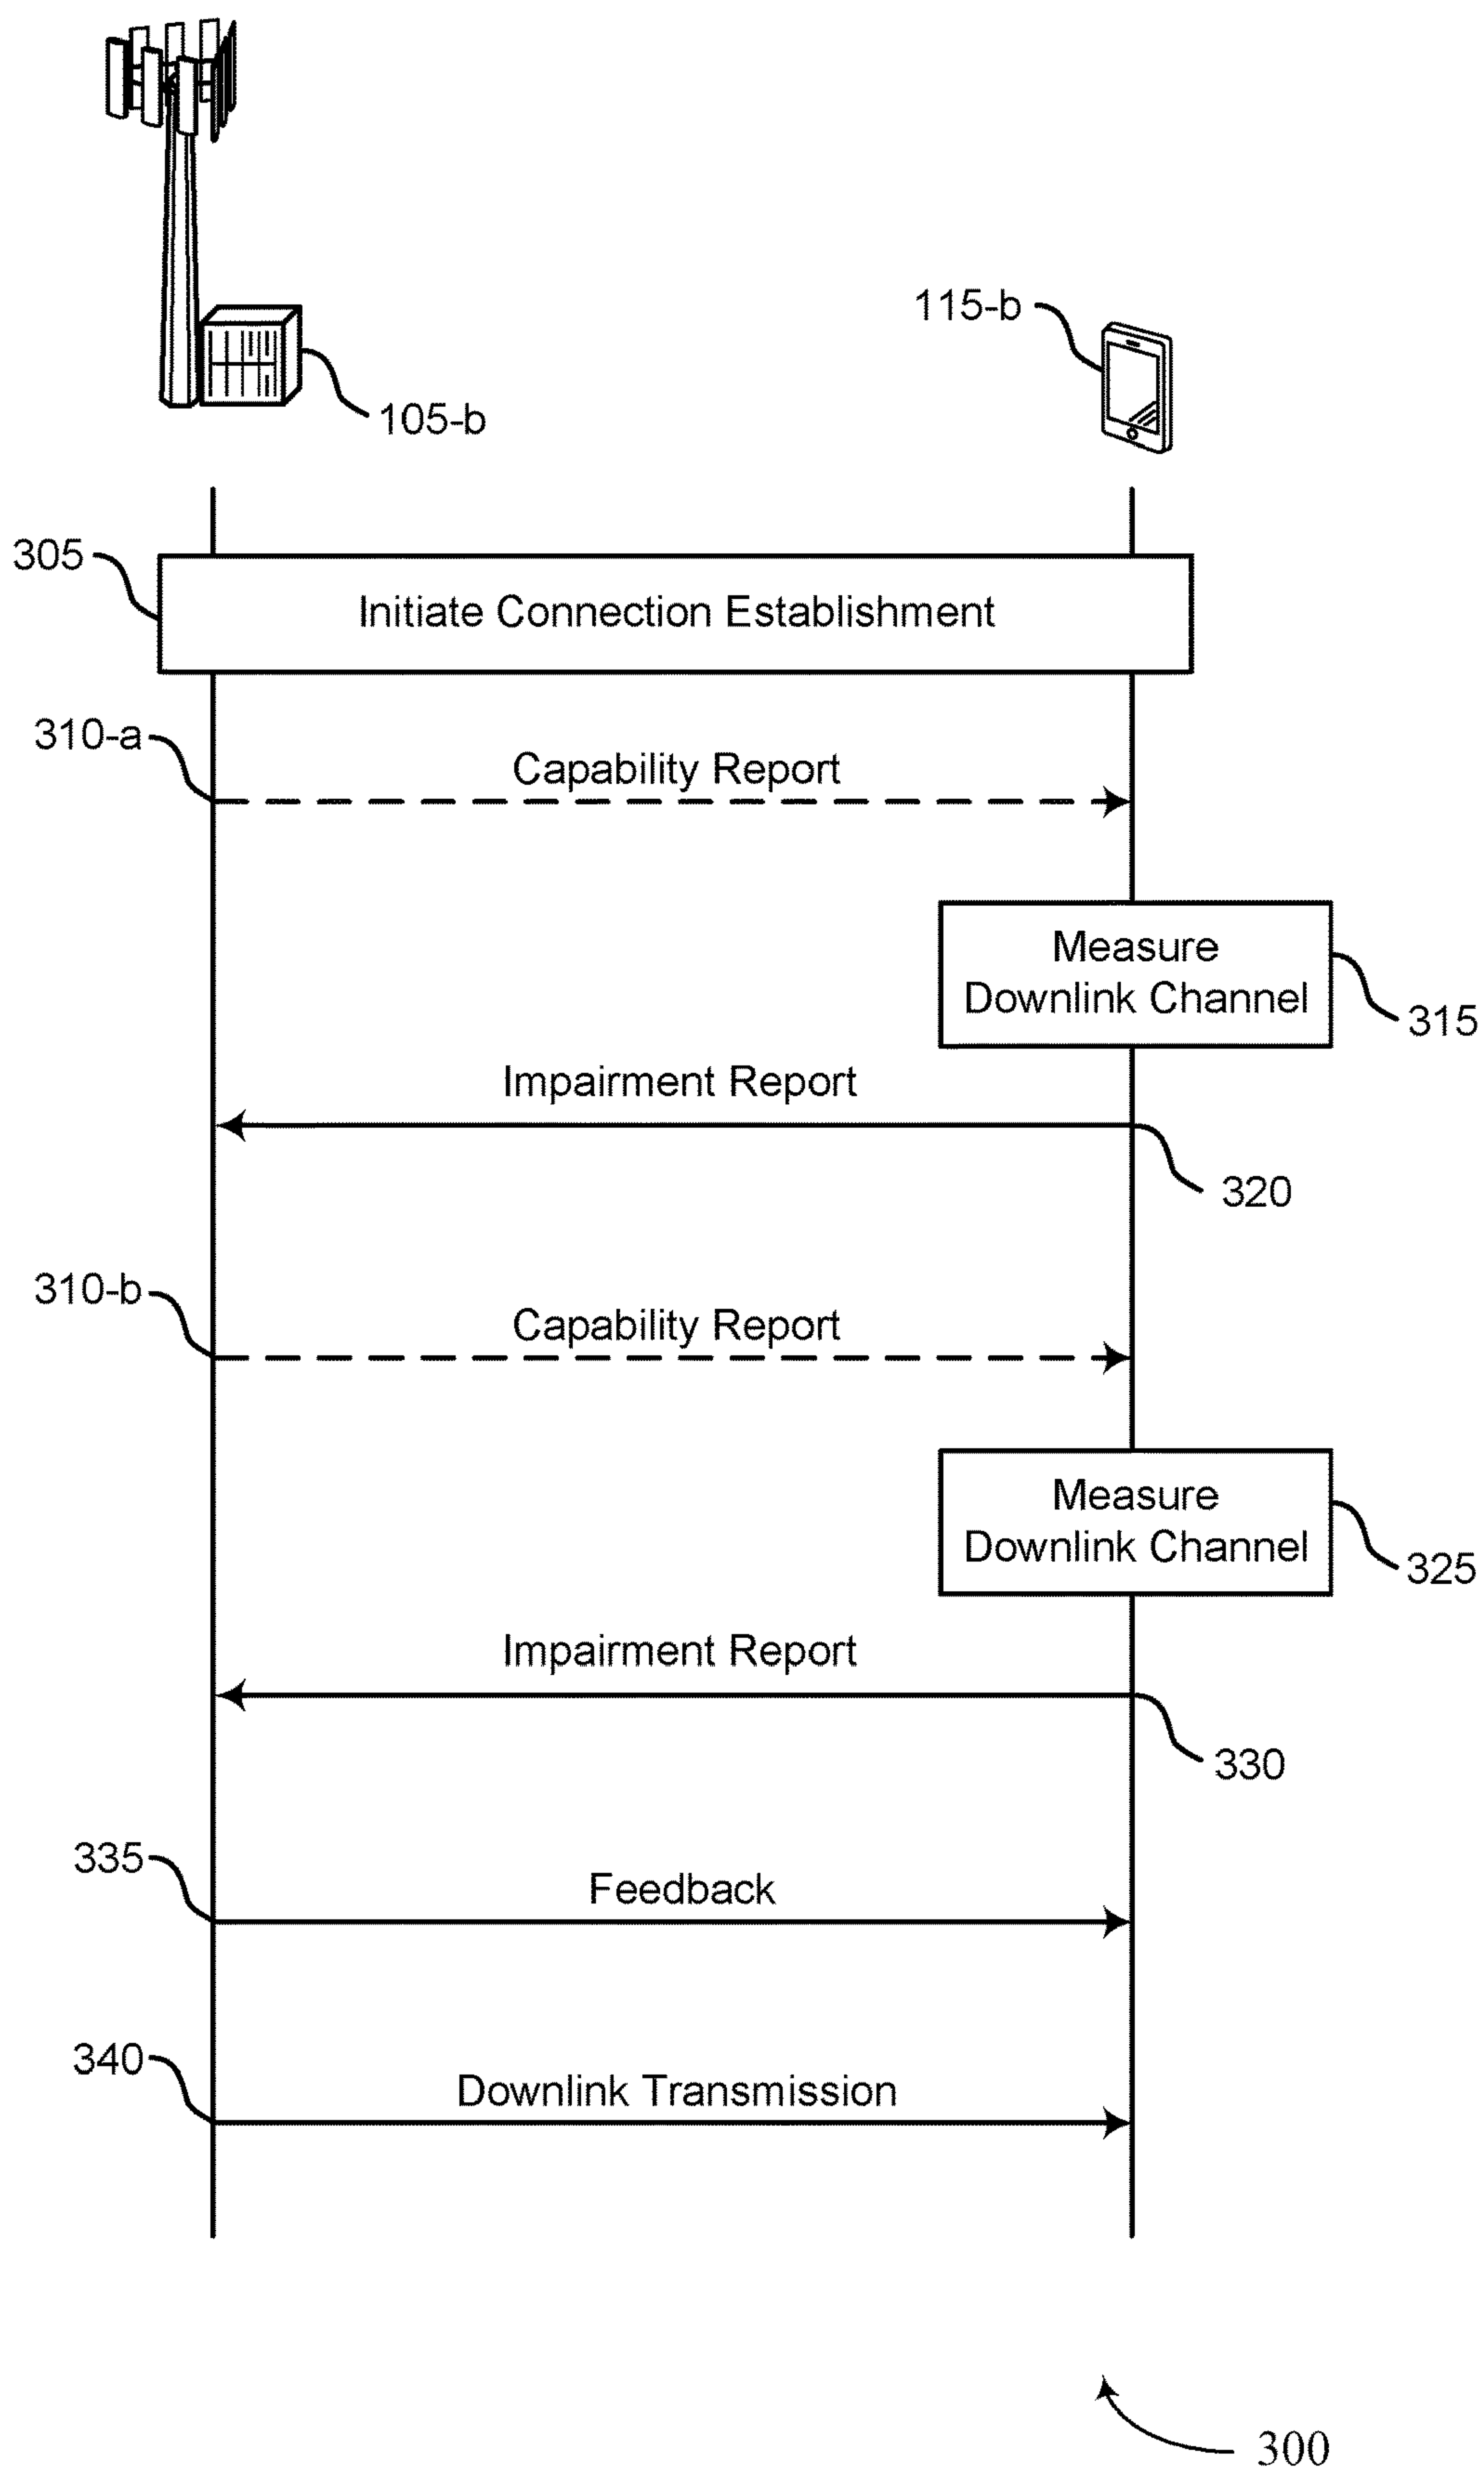 115-b
105-b
305
Initiate Connection Establishment
310-a
Capability Report
Measure
Downlink Channel
315
Impairment Report
320
310-b
Capability Report
Measure
Downlink Channel
325
Impairment Report
330
335
Feedback
340
Downlink Transmission
300